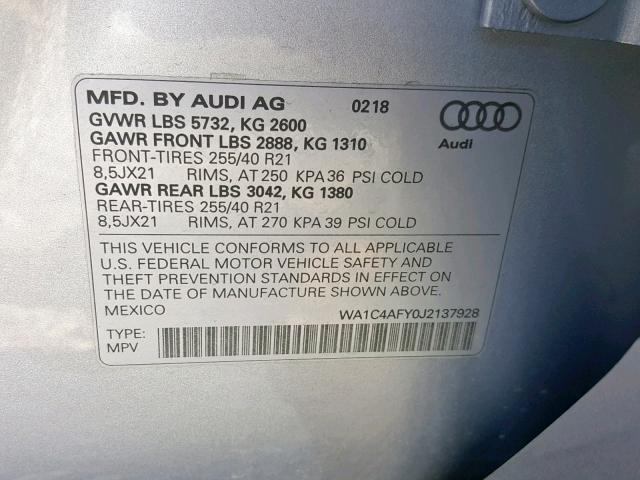 MFD. BY AUDI AG 0218
GVWR LBS 5732, KG 2600
GAWR FRONT LBS 2888, KG 1310
FRONT-TIRES 255/40 R21
8,5JX21 RIMS, AT 250 KPA 36 PSI COLD
GAWR REAR LBS 3042, KG 1380
REAR-TIRES 255/40 R21
8,5JX21 RIMS, AT 270 KPA 39 PSI COLD
Audi
THIS VEHICLE CONFORMS TO ALL APPLICABLE
U.S. FEDERAL MOTOR VEHICLE SAFETY AND
THEFT PREVENTION STANDARDS IN EFFECT ON
THE DATE OF MANUFACTURE SHOWN ABOVE.
MEXICO WA1C4AFY0J2137928
TYPE:
MPV